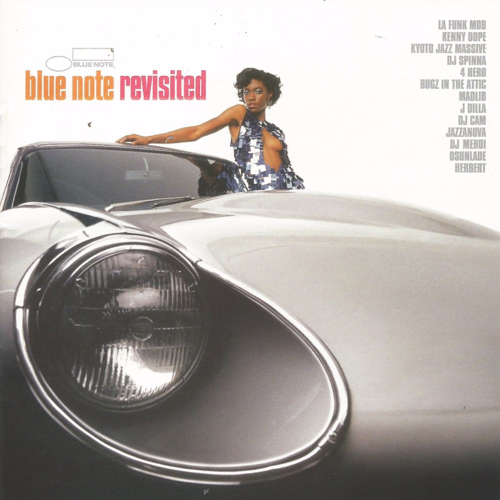 BLUE NOTE
blue note revisited
LA FUNK MOB
KENNY DOPE
KYOTO JAZZ MASSIVE
DJ SPINNA
4 HERO
BUGZ IN THE ATTIC
MADLIB
J DILLA
DJ CAM
JAZZANOVA
DJ MEHDI
OSUNLADE
HERBERT